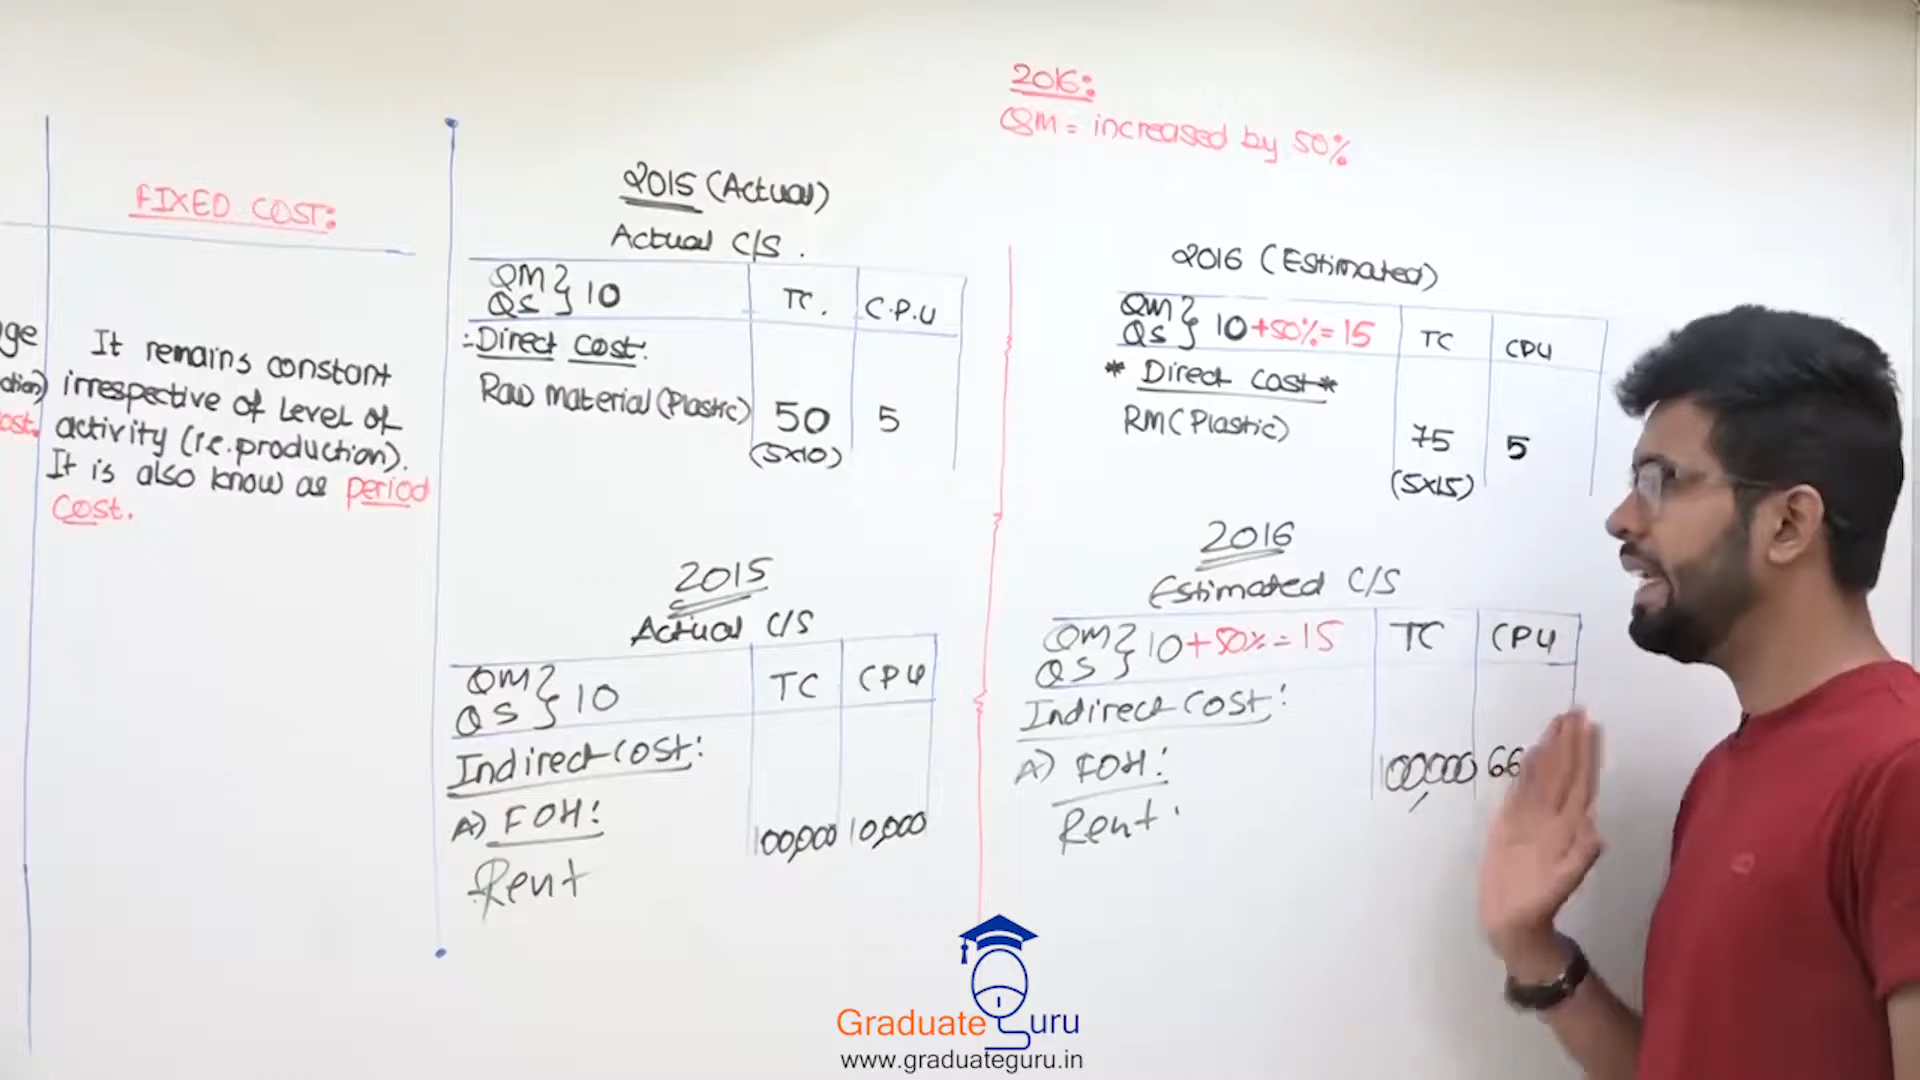 2016:
QM = increased by 50%
FIXED COST:
It remains constant
irrespective of Level of
activity (i.e. production).
It is also know as period
Cost.
2015 (Actual)
Actual C/S.
QM
QS } 10 TC. C.P.U
Direct Cost:
Raw material (Plastic) 50 5
(5x10)
2016 (Estimated)
QM
QS } 10 +50% = 15 TC CPU
* Direct Cost *
RM (Plastic) 75 5
(5x15)
2015
Actual C/S
QM
QS } 10 TC CPU
Indirect Cost:
A) FOH: 100,000 10,000
Rent
2016
Estimated C/S
QM
QS } 10 +50% = 15 TC CPU
Indirect Cost:
A) FOH: 100,000 66
Rent:
Graduate Guru
www.graduateguru.in